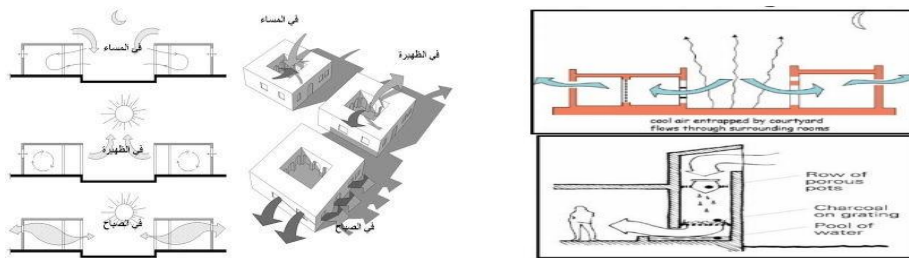 في المساء
في الظهيرة
في الصباح
في المساء
في الظهيرة
في الصباح
cool air entrapped by courtyard
flows through surrounding rooms
Row of
porous
pots
Charcoal
on grating
Pool of
water